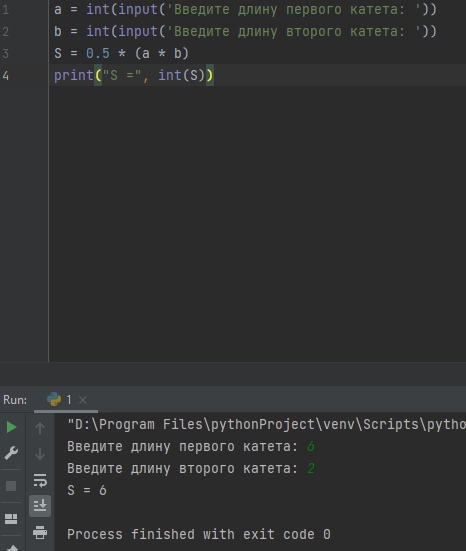 1 a = int(input('Введите длину первого катета: '))
2 b = int(input('Введите длину второго катета: '))
3 S = 0.5 * (a * b)
4 print("S =", int(S))
Run: 1 ×
"D:\Program Files\pythonProject\venv\Scripts\pytho
Введите длину первого катета: 6
Введите длину второго катета: 2
S = 6
Process finished with exit code 0